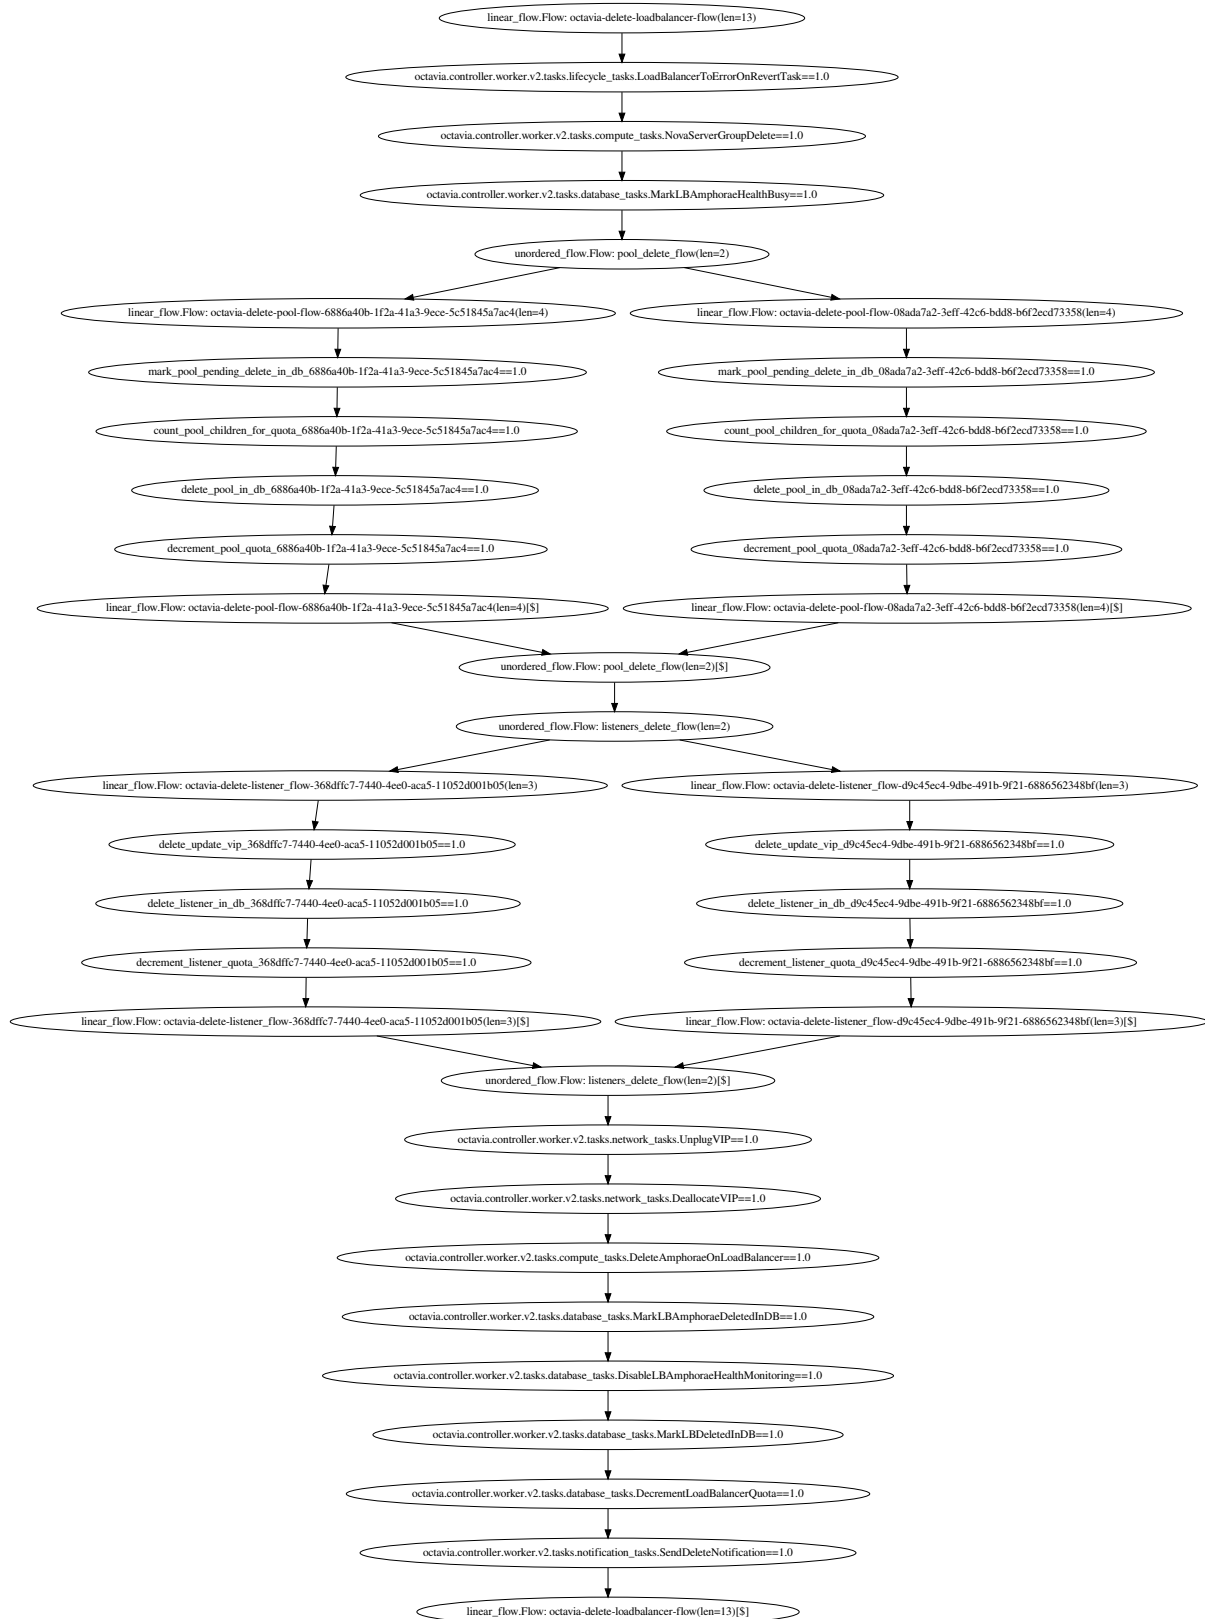 linear_flow.Flow: octavia-delete-loadbalancer-flow(len=13)
octavia.controller.worker.v2.tasks.lifecycle_tasks.LoadBalancerToErrorOnRevertTask==1.0
octavia.controller.worker.v2.tasks.compute_tasks.NovaServerGroupDelete==1.0
octavia.controller.worker.v2.tasks.database_tasks.MarkLBAmphoraeHealthBusy==1.0
unordered_flow.Flow: pool_delete_flow(len=2)
linear_flow.Flow: octavia-delete-pool-flow-6886a40b-1f2a-41a3-9ece-5c51845a7ac4(len=4)
linear_flow.Flow: octavia-delete-pool-flow-08ada7a2-3eff-42c6-bdd8-b6f2ecd73358(len=4)
mark_pool_pending_delete_in_db_6886a40b-1f2a-41a3-9ece-5c51845a7ac4==1.0
mark_pool_pending_delete_in_db_08ada7a2-3eff-42c6-bdd8-b6f2ecd73358==1.0
count_pool_children_for_quota_6886a40b-1f2a-41a3-9ece-5c51845a7ac4==1.0
count_pool_children_for_quota_08ada7a2-3eff-42c6-bdd8-b6f2ecd73358==1.0
delete_pool_in_db_6886a40b-1f2a-41a3-9ece-5c51845a7ac4==1.0
delete_pool_in_db_08ada7a2-3eff-42c6-bdd8-b6f2ecd73358==1.0
decrement_pool_quota_6886a40b-1f2a-41a3-9ece-5c51845a7ac4==1.0
decrement_pool_quota_08ada7a2-3eff-42c6-bdd8-b6f2ecd73358==1.0
linear_flow.Flow: octavia-delete-pool-flow-6886a40b-1f2a-41a3-9ece-5c51845a7ac4(len=4)[$]
linear_flow.Flow: octavia-delete-pool-flow-08ada7a2-3eff-42c6-bdd8-b6f2ecd73358(len=4)[$]
unordered_flow.Flow: pool_delete_flow(len=2)[$]
unordered_flow.Flow: listeners_delete_flow(len=2)
linear_flow.Flow: octavia-delete-listener_flow-368dffc7-7440-4ee0-aca5-11052d001b05(len=3)
linear_flow.Flow: octavia-delete-listener_flow-d9c45ec4-9dbe-491b-9f21-6886562348bf(len=3)
delete_update_vip_368dffc7-7440-4ee0-aca5-11052d001b05==1.0
delete_update_vip_d9c45ec4-9dbe-491b-9f21-6886562348bf==1.0
delete_listener_in_db_368dffc7-7440-4ee0-aca5-11052d001b05==1.0
delete_listener_in_db_d9c45ec4-9dbe-491b-9f21-6886562348bf==1.0
decrement_listener_quota_368dffc7-7440-4ee0-aca5-11052d001b05==1.0
decrement_listener_quota_d9c45ec4-9dbe-491b-9f21-6886562348bf==1.0
linear_flow.Flow: octavia-delete-listener_flow-368dffc7-7440-4ee0-aca5-11052d001b05(len=3)[$]
linear_flow.Flow: octavia-delete-listener_flow-d9c45ec4-9dbe-491b-9f21-6886562348bf(len=3)[$]
unordered_flow.Flow: listeners_delete_flow(len=2)[$]
octavia.controller.worker.v2.tasks.network_tasks.UnplugVIP==1.0
octavia.controller.worker.v2.tasks.network_tasks.DeallocateVIP==1.0
octavia.controller.worker.v2.tasks.compute_tasks.DeleteAmphoraeOnLoadBalancer==1.0
octavia.controller.worker.v2.tasks.database_tasks.MarkLBAmphoraeDeletedInDB==1.0
octavia.controller.worker.v2.tasks.database_tasks.DisableLBAmphoraeHealthMonitoring==1.0
octavia.controller.worker.v2.tasks.database_tasks.MarkLBDeletedInDB==1.0
octavia.controller.worker.v2.tasks.database_tasks.DecrementLoadBalancerQuota==1.0
octavia.controller.worker.v2.tasks.notification_tasks.SendDeleteNotification==1.0
linear_flow.Flow: octavia-delete-loadbalancer-flow(len=13)[$]